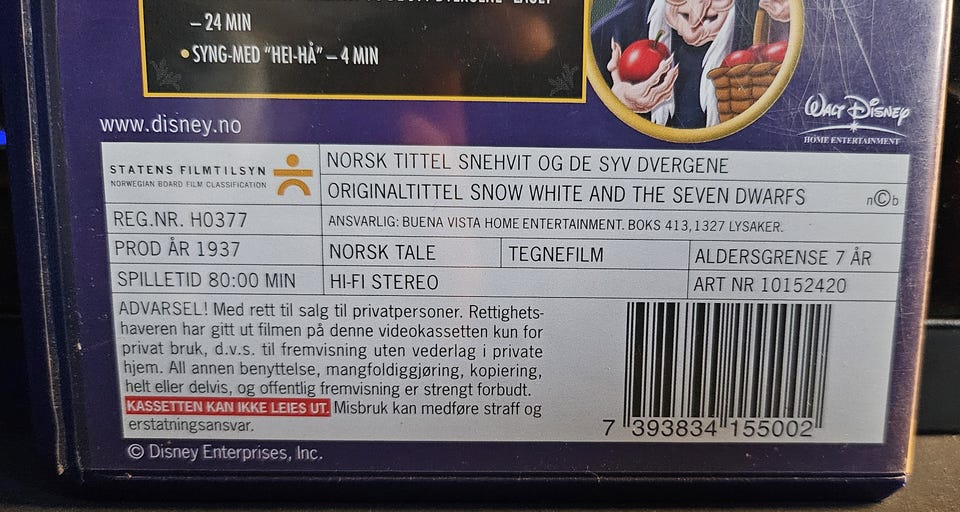 – 24 MIN
• SYNG-MED "HEI-HÅ" – 4 MIN
www.disney.no
WALT DISNEY
HOME ENTERTAINMENT
STATENS FILMTILSYN
NORWEGIAN BOARD FILM CLASSIFICATION
NORSK TITTEL SNEHVIT OG DE SYV DVERGENE
ORIGINALTITTEL SNOW WHITE AND THE SEVEN DWARFS
n©b
REG.NR. H0377
ANSVARLIG: BUENA VISTA HOME ENTERTAINMENT. BOKS 413,1327 LYSAKER.
PROD ÅR 1937
NORSK TALE
TEGNEFILM
ALDERSGRENSE 7 ÅR
SPILLETID 80:00 MIN
HI-FI STEREO
ART NR 10152420
ADVARSEL! Med rett til salg til privatpersoner. Rettighets-
haveren har gitt ut filmen på denne videokassetten kun for
privat bruk, d.v.s. til fremvisning uten vederlag i private
hjem. All annen benyttelse, mangfoldiggjøring, kopiering,
helt eller delvis, og offentlig fremvisning er strengt forbudt.
KASSETTEN KAN IKKE LEIES UT. Misbruk kan medføre straff og
erstatningsansvar.
7 393834 155002
© Disney Enterprises, Inc.